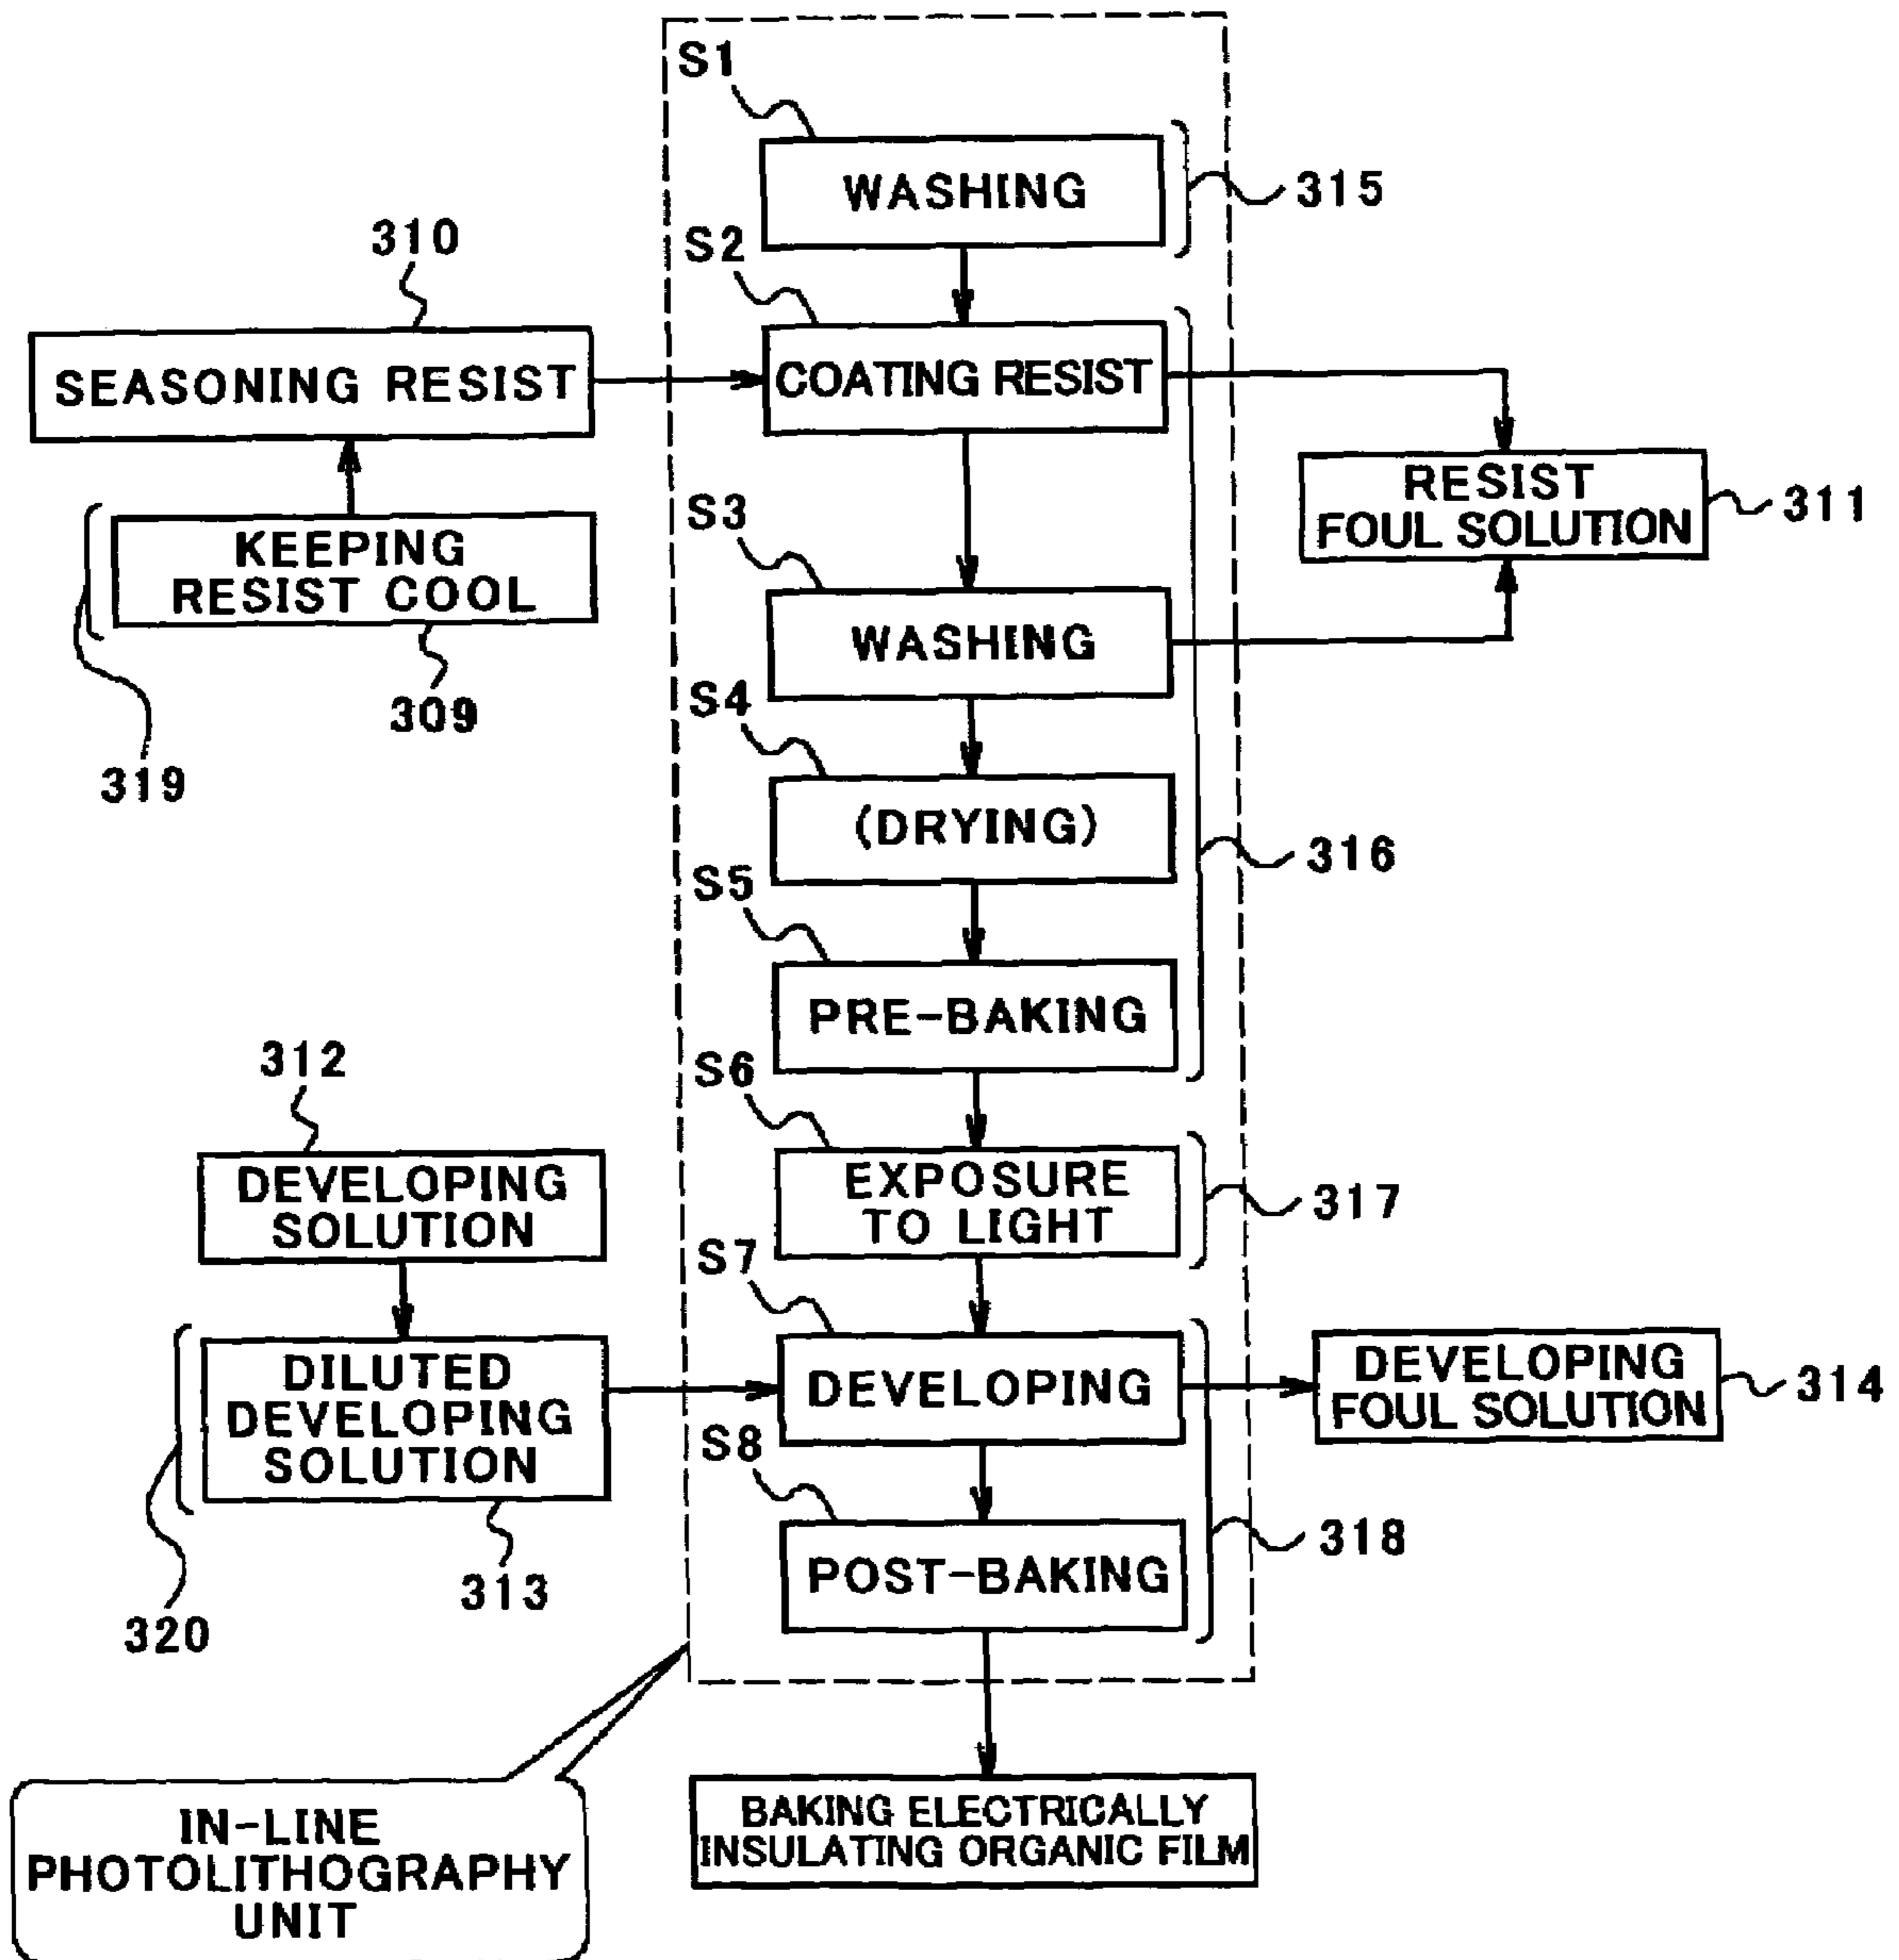 S1
WASHING
315
310
S2
SEASONING RESIST
COATING RESIST
RESIST
FOUL SOLUTION
311
KEEPING
RESIST COOL
S3
WASHING
309
319
S4
(DRYING)
316
S5
PRE-BAKING
312
S6
DEVELOPING
SOLUTION
EXPOSURE
TO LIGHT
317
S7
DILUTED
DEVELOPING
SOLUTION
DEVELOPING
DEVELOPING
FOUL SOLUTION
314
S8
POST-BAKING
318
313
320
IN-LINE
PHOTOLITHOGRAPHY
UNIT
BAKING ELECTRICALLY
INSULATING ORGANIC FILM